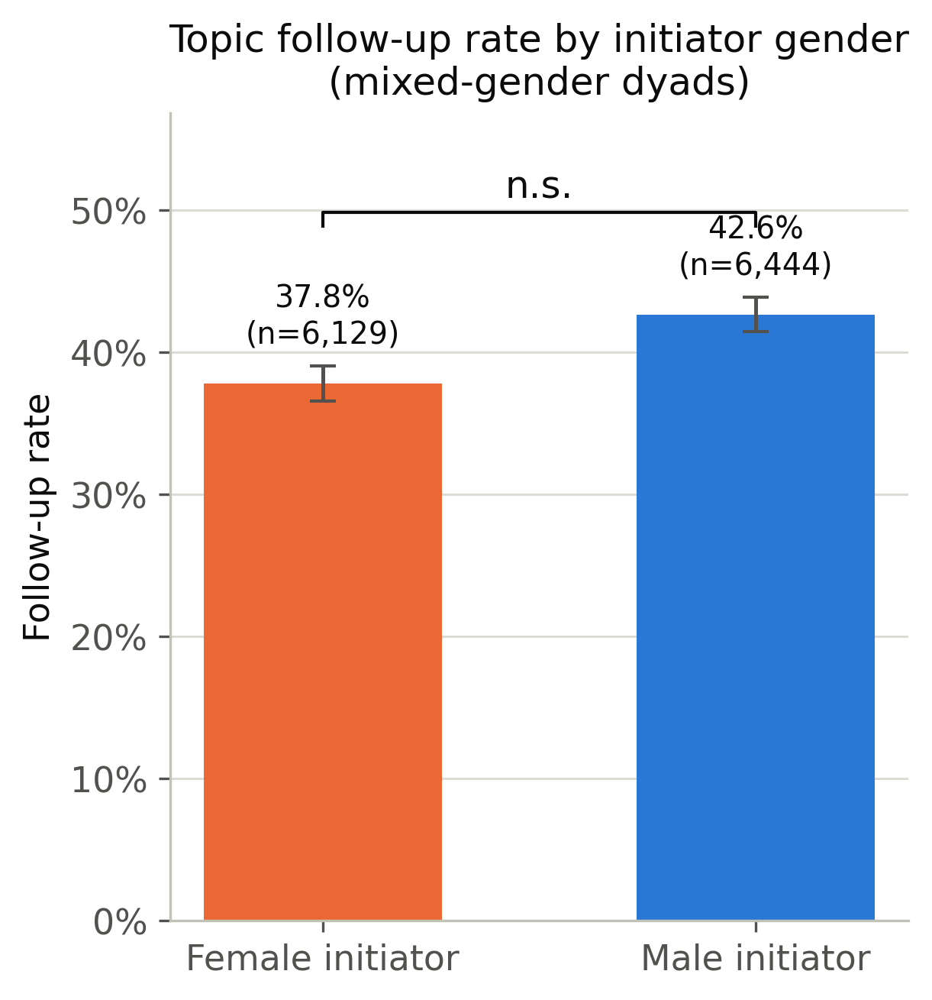 Topic follow-up rate by initiator gender
(mixed-gender dyads)
n.s.
50%
42.6%
(n=6,444)
37.8%
(n=6,129)
40%
30%
20%
10%
0%
Follow-up rate
Female initiator
Male initiator